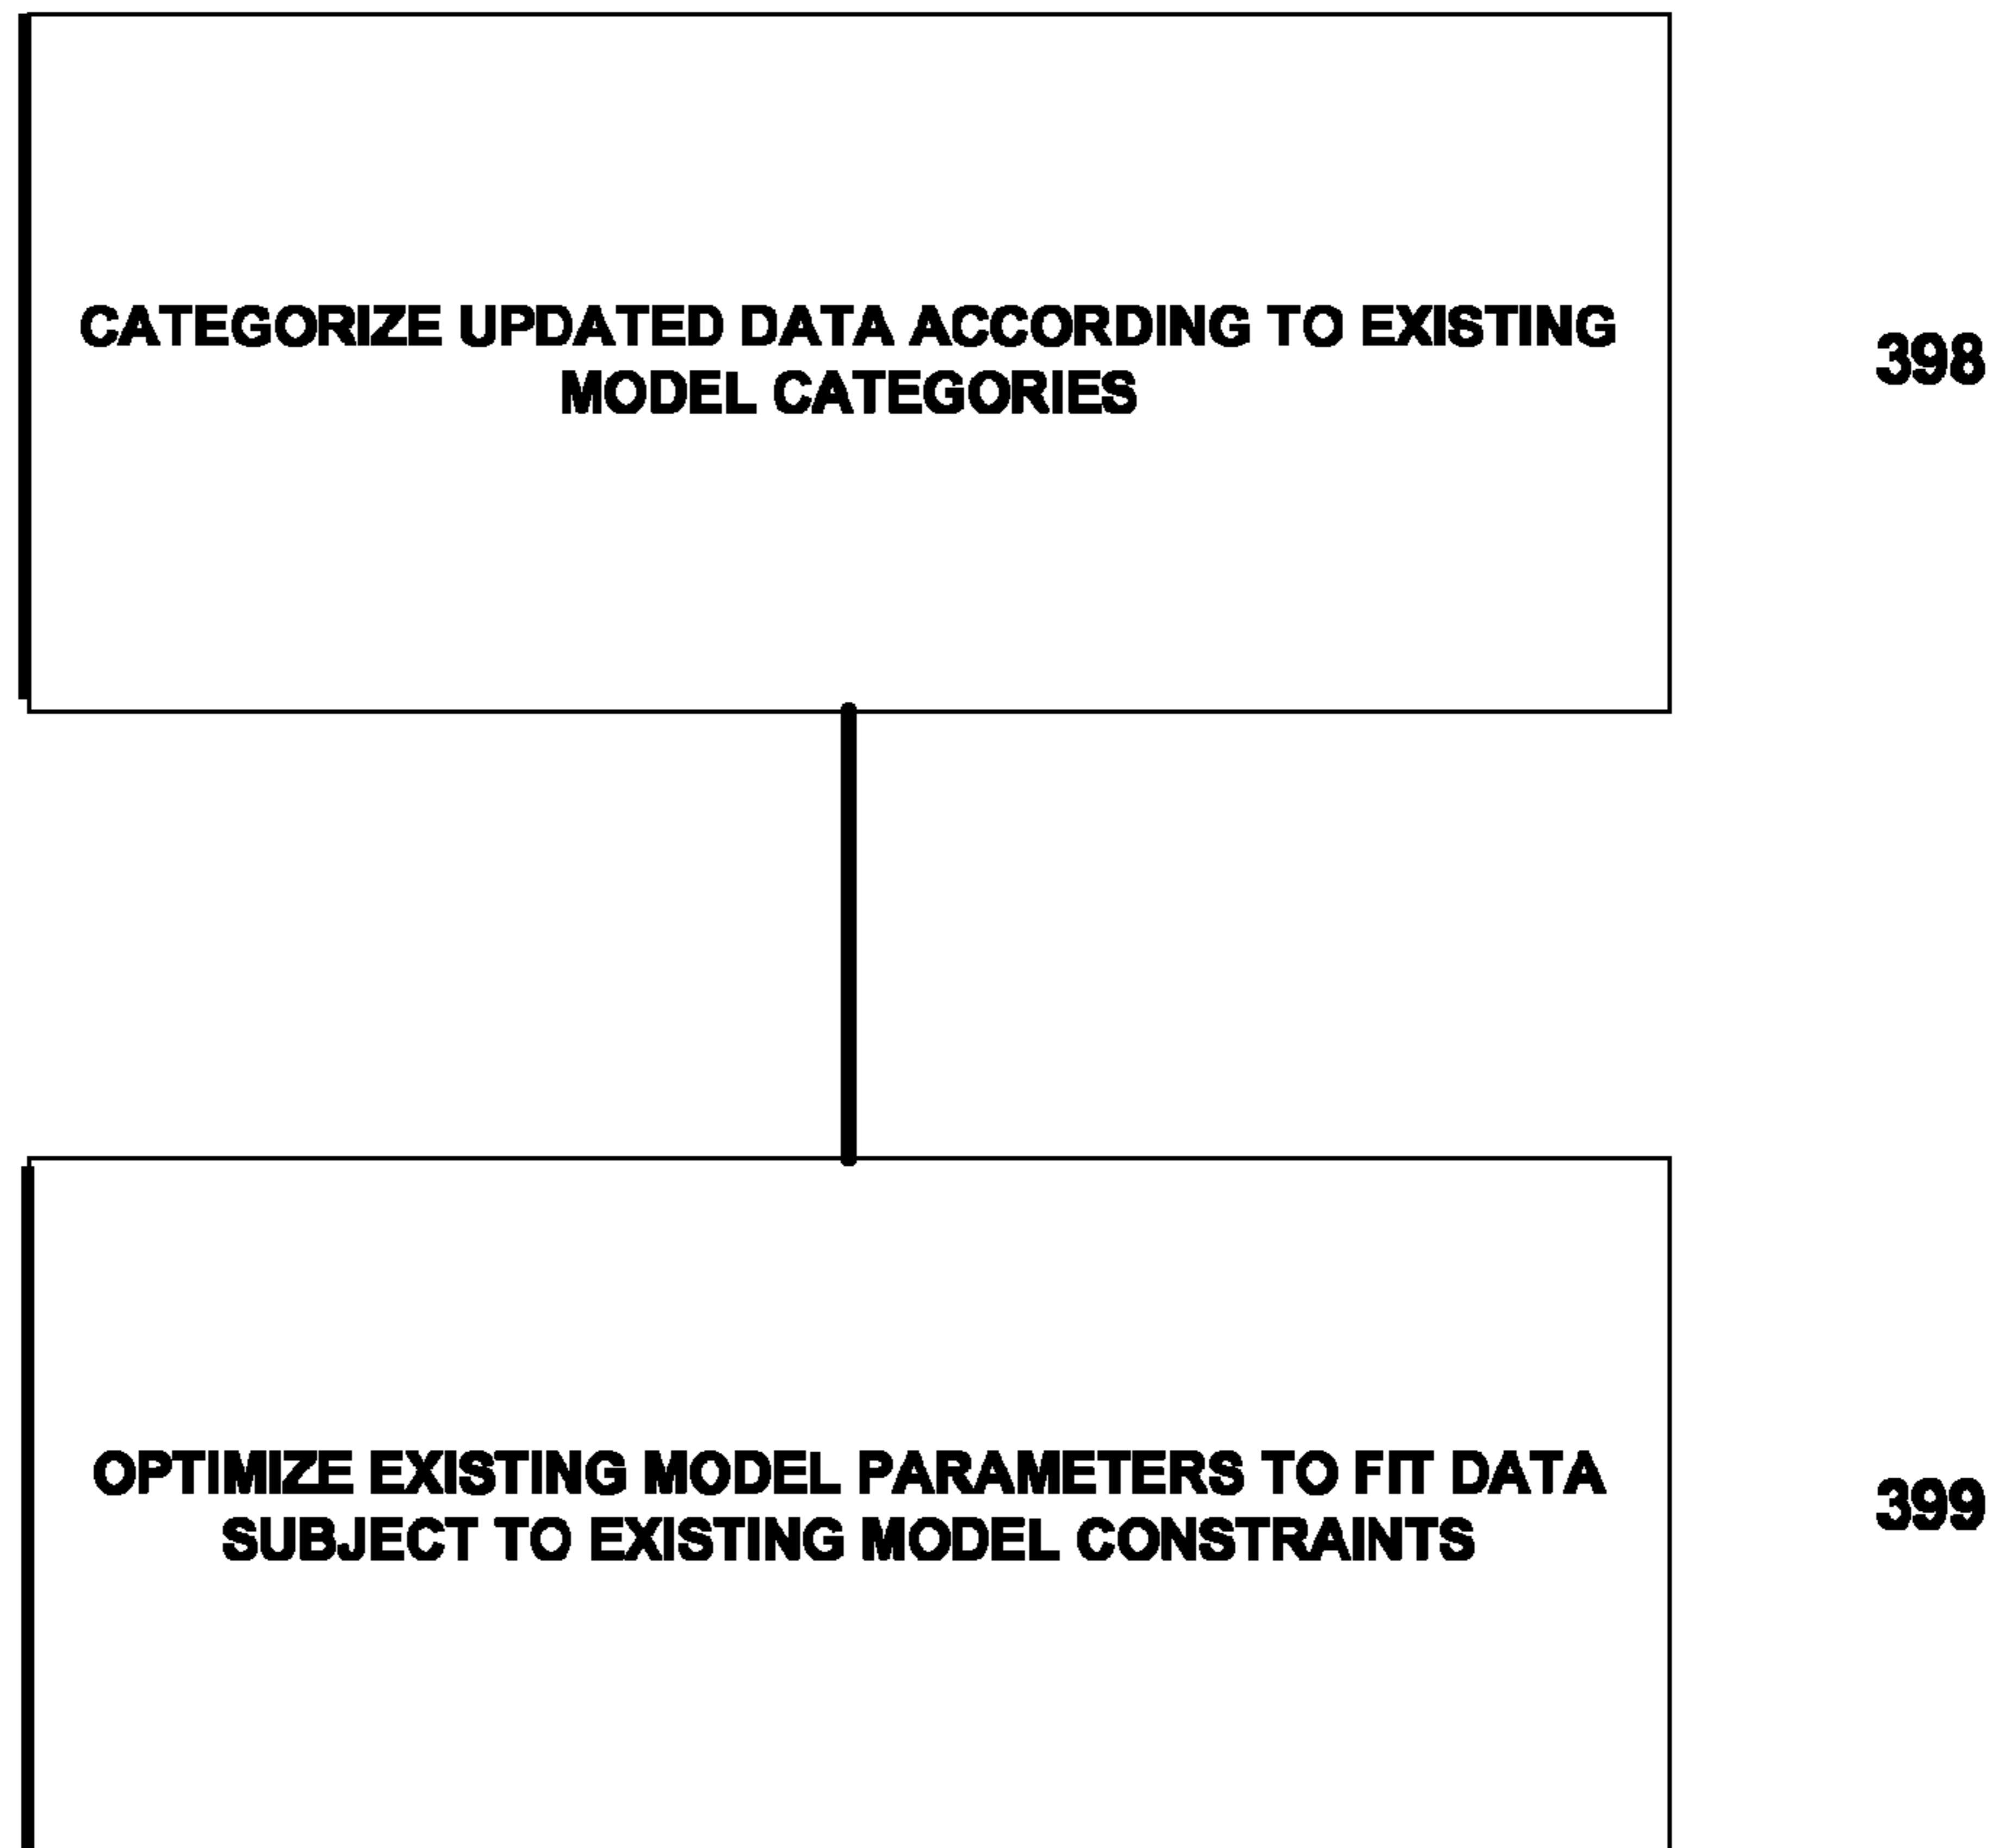 CATEGORIZE UPDATED DATA ACCORDING TO EXISTING
MODEL CATEGORIES
398
OPTIMIZE EXISTING MODEL PARAMETERS TO FIT DATA
SUBJECT TO EXISTING MODEL CONSTRAINTS
399